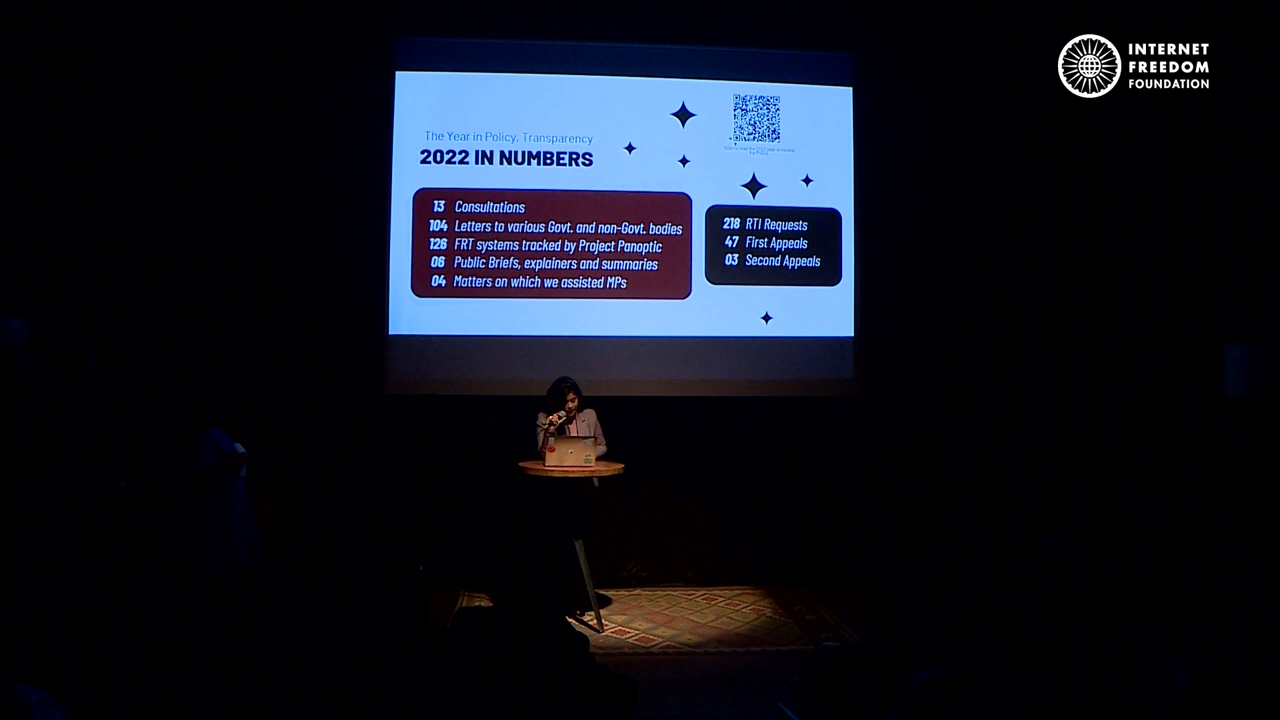 INTERNET
FREEDOM
FOUNDATION
The Year in Policy, Transparency
2022 IN NUMBERS
13 Consultations
104 Letters to various Govt. and non-Govt. bodies
126 FRT systems tracked by Project Panoptic
06 Public Briefs, explainers and summaries
04 Matters on which we assisted MPs
218 RTI Requests
47 First Appeals
03 Second Appeals